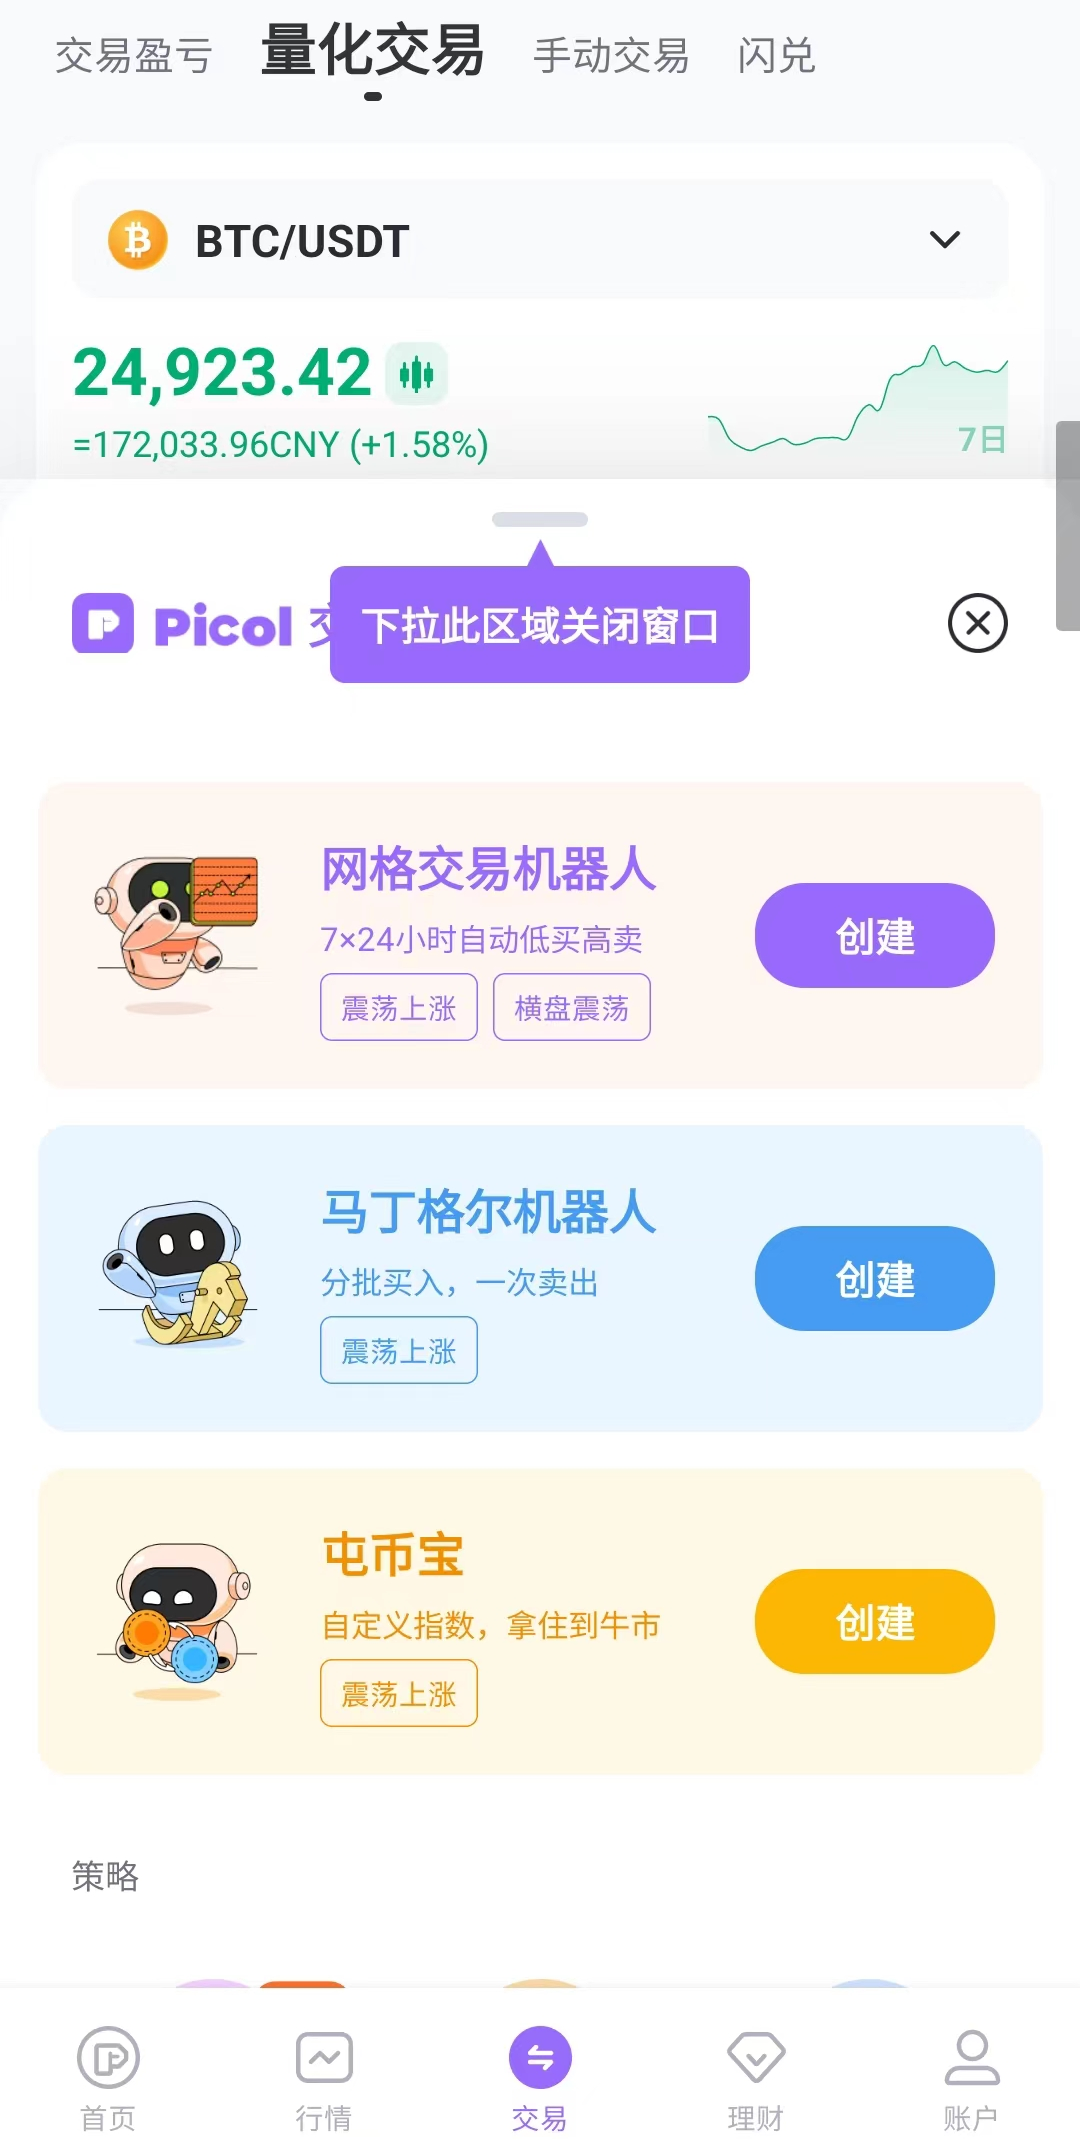 交易盈亏 量化交易 手动交易 闪兑
BTC/USDT
24,923.42
=172,033.96CNY (+1.58%)
7日
Picol 交
下拉此区域关闭窗口
网格交易机器人
7×24小时自动低买高卖
震荡上涨 横盘震荡
创建
马丁格尔机器人
分批买入，一次卖出
震荡上涨
创建
屯币宝
自定义指数，拿住到牛市
震荡上涨
创建
策略
首页 行情 交易 理财 账户